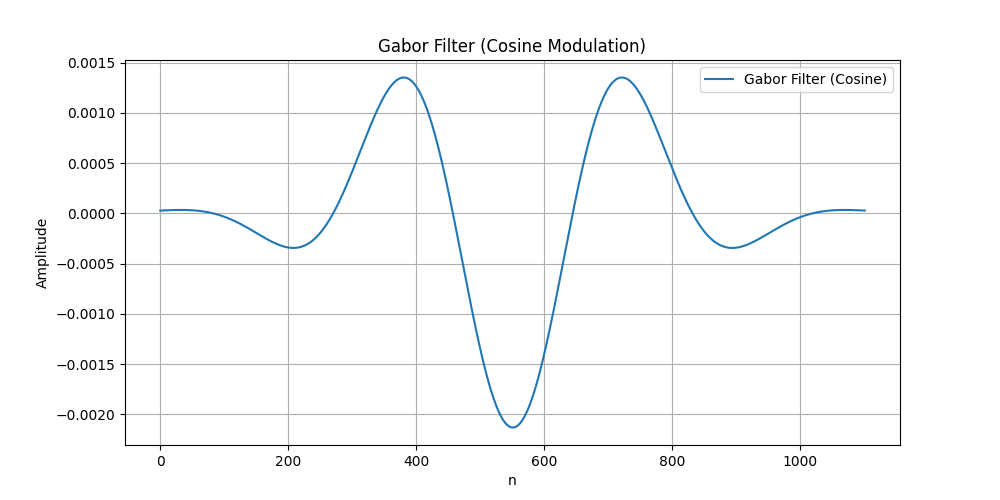 Gabor Filter (Cosine Modulation)
Gabor Filter (Cosine)
Amplitude
0.0015
0.0010
0.0005
0.0000
−0.0005
−0.0010
−0.0015
−0.0020
0 200 400 600 800 1000
n